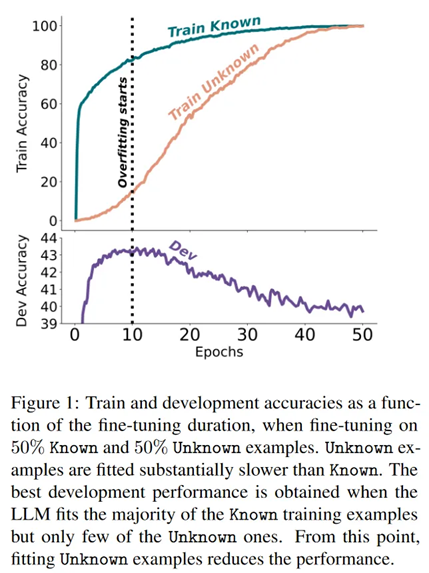 100
80
60
40
20
0
Train Accuracy
Train Known
Train Unknown
Overfitting starts
44
43
42
41
40
39
Dev Accuracy
Dev
0 10 20 30 40 50
Epochs
Figure 1: Train and development accuracies as a func-
tion of the fine-tuning duration, when fine-tuning on
50% Known and 50% Unknown examples. Unknown ex-
amples are fitted substantially slower than Known. The
best development performance is obtained when the
LLM fits the majority of the Known training examples
but only few of the Unknown ones. From this point,
fitting Unknown examples reduces the performance.